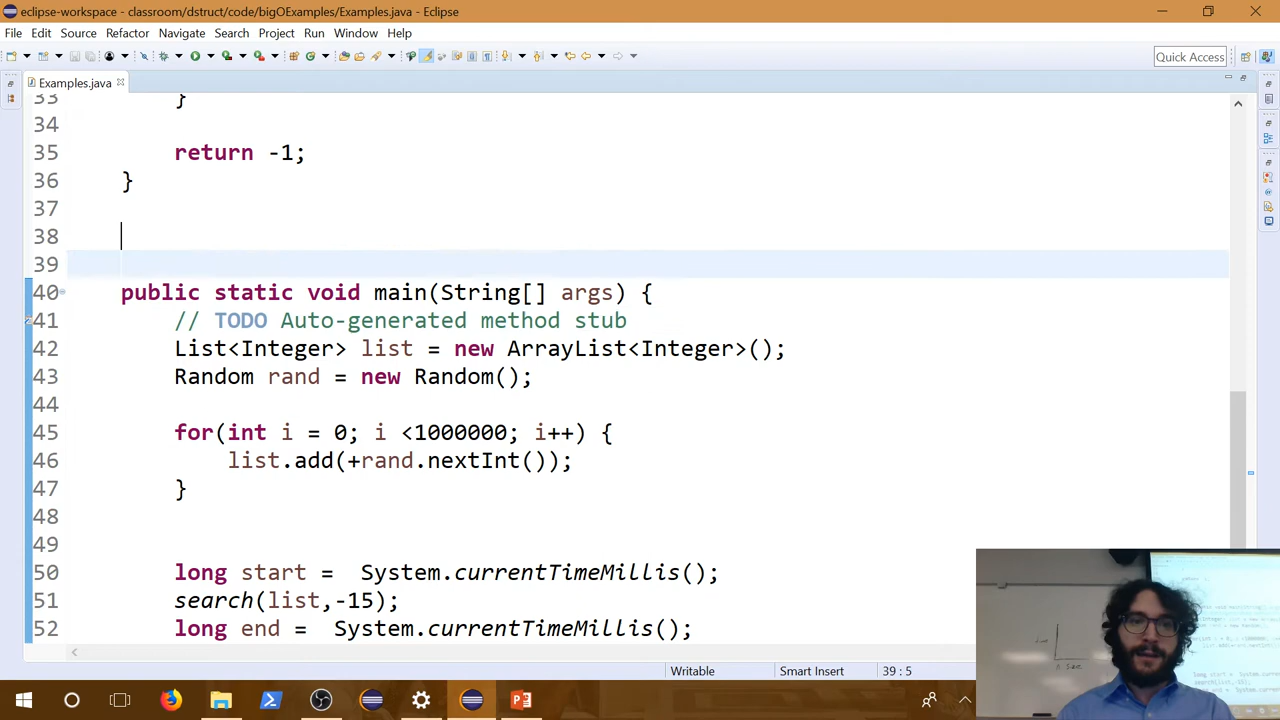 eclipse-workspace - classroom/dstruct/code/bigOExamples/Examples.java - Eclipse
File Edit Source Refactor Navigate Search Project Run Window Help
Quick Access
Examples.java
33 }
34
35 return -1;
36 }
37
38
39
40 public static void main(String[] args) {
41 // TODO Auto-generated method stub
42 List<Integer> list = new ArrayList<Integer>();
43 Random rand = new Random();
44
45 for(int i = 0; i <1000000; i++) {
46 list.add(+rand.nextInt());
47 }
48
49
50 long start =  System.currentTimeMillis();
51 search(list,-15);
52 long end =  System.currentTimeMillis();
Writable Smart Insert 39 : 5